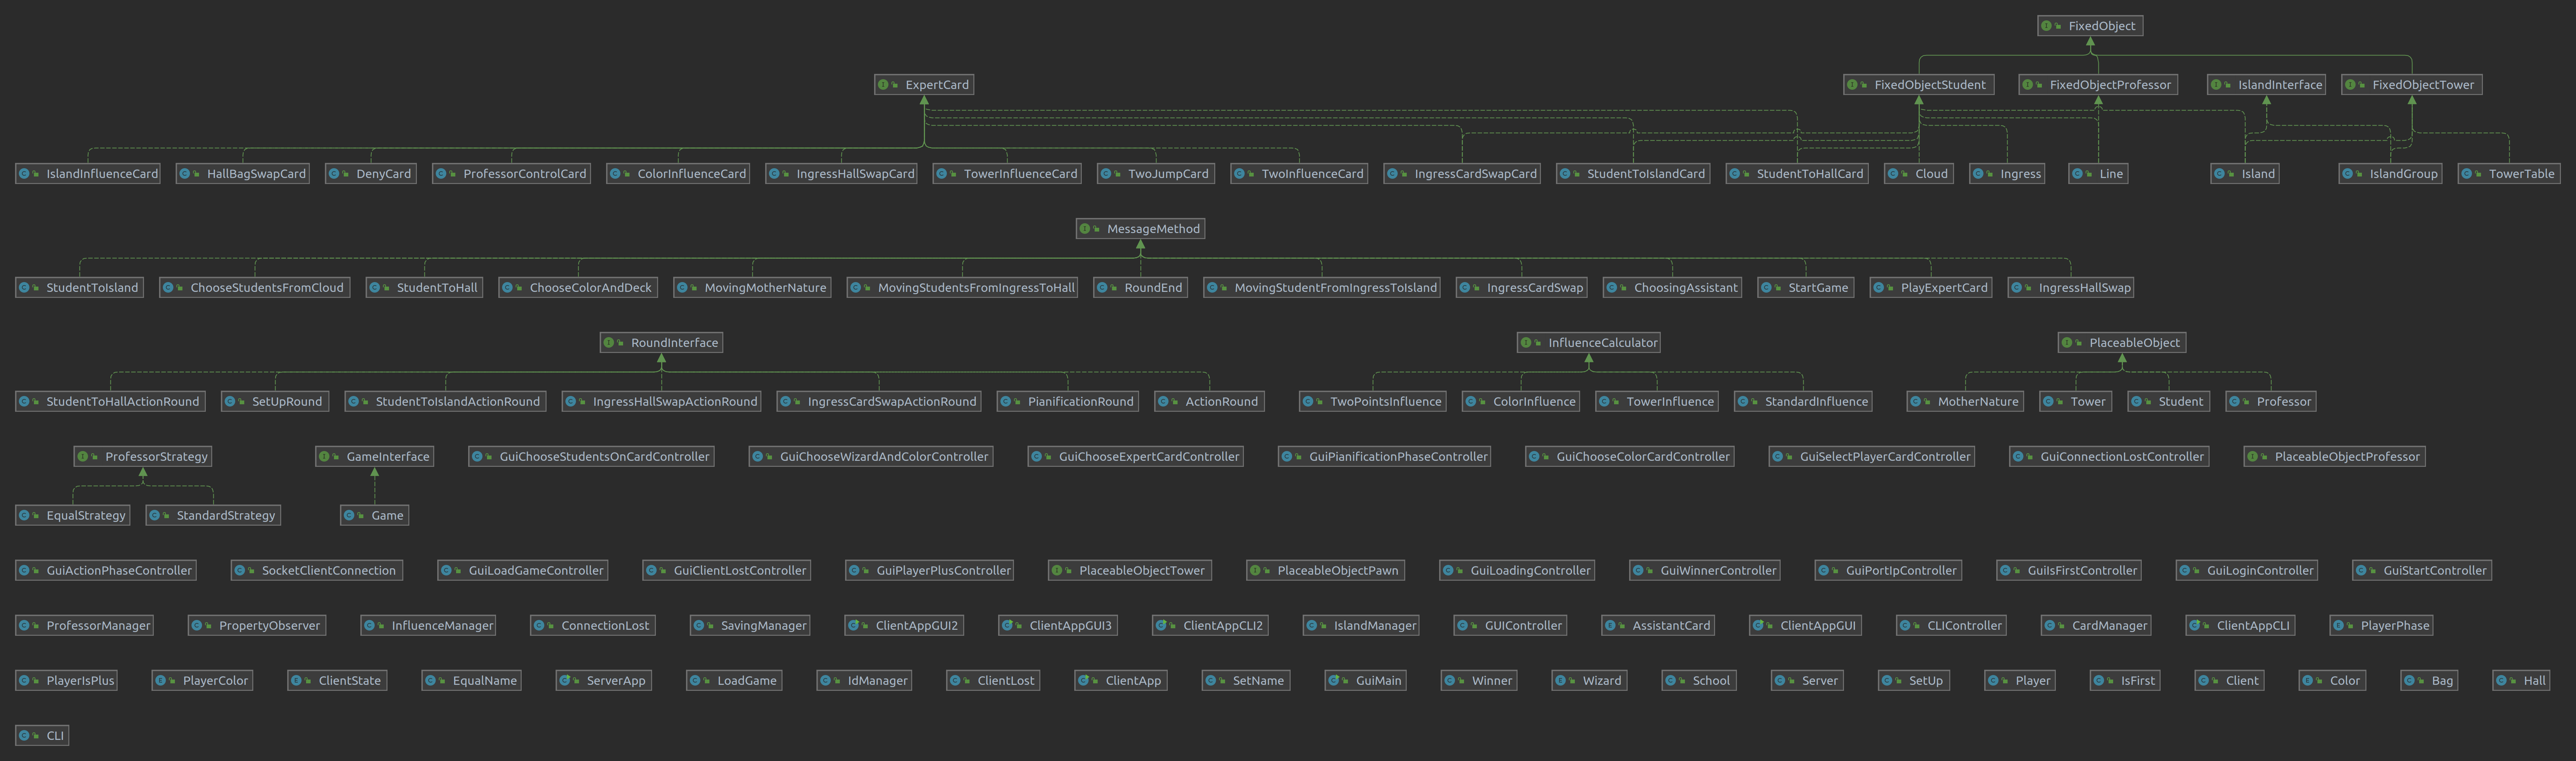 FixedObject
ExpertCard FixedObjectStudent FixedObjectProfessor IslandInterface FixedObjectTower
IslandInfluenceCard HallBagSwapCard DenyCard ProfessorControlCard ColorInfluenceCard IngressHallSwapCard TowerInfluenceCard TwoJumpCard TwoInfluenceCard IngressCardSwapCard StudentToIslandCard StudentToHallCard Cloud Ingress Line Island IslandGroup TowerTable
MessageMethod
StudentToIsland ChooseStudentsFromCloud StudentToHall ChooseColorAndDeck MovingMotherNature MovingStudentsFromIngressToHall RoundEnd MovingStudentFromIngressToIsland IngressCardSwap ChoosingAssistant StartGame PlayExpertCard IngressHallSwap
RoundInterface InfluenceCalculator PlaceableObject
StudentToHallActionRound SetUpRound StudentToIslandActionRound IngressHallSwapActionRound IngressCardSwapActionRound PianificationRound ActionRound TwoPointsInfluence ColorInfluence TowerInfluence StandardInfluence MotherNature Tower Student Professor
ProfessorStrategy GameInterface GuiChooseStudentsOnCardController GuiChooseWizardAndColorController GuiChooseExpertCardController GuiPianificationPhaseController GuiChooseColorCardController GuiSelectPlayerCardController GuiConnectionLostController PlaceableObjectProfessor
EqualStrategy StandardStrategy Game
GuiActionPhaseController SocketClientConnection GuiLoadGameController GuiClientLostController GuiPlayerPlusController PlaceableObjectTower PlaceableObjectPawn GuiLoadingController GuiWinnerController GuiPortIpController GuiIsFirstController GuiLoginController GuiStartController
ProfessorManager PropertyObserver InfluenceManager ConnectionLost SavingManager ClientAppGUI2 ClientAppGUI3 ClientAppCLI2 IslandManager GUIController AssistantCard ClientAppGUI CLIController CardManager ClientAppCLI PlayerPhase
PlayerIsPlus PlayerColor ClientState EqualName ServerApp LoadGame IdManager ClientLost ClientApp SetName GuiMain Winner Wizard School Server SetUp Player IsFirst Client Color Bag Hall
CLI